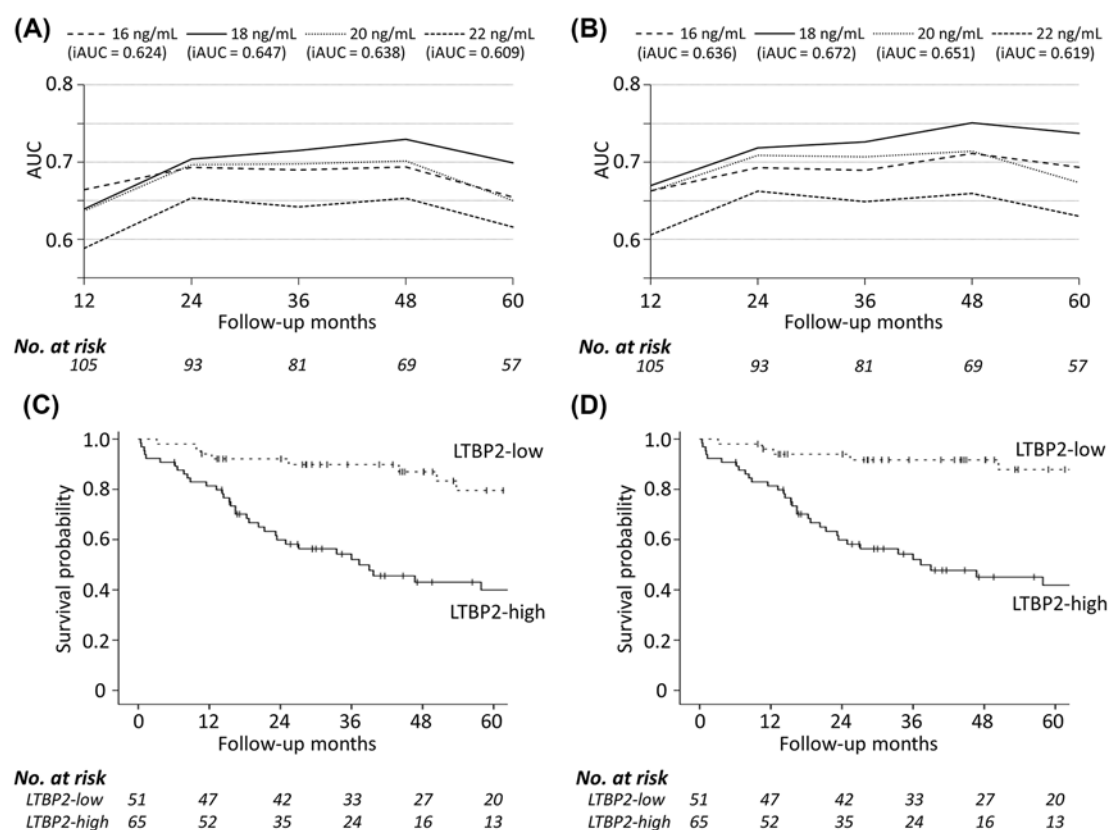 (A)
16 ng/mL 18 ng/mL 20 ng/mL 22 ng/mL
(iAUC = 0.624) (iAUC = 0.647) (iAUC = 0.638) (iAUC = 0.609)
0.8
0.7
0.6
AUC
12 24 36 48 60
Follow-up months
No. at risk
105 93 81 69 57
(B)
16 ng/mL 18 ng/mL 20 ng/mL 22 ng/mL
(iAUC = 0.636) (iAUC = 0.672) (iAUC = 0.651) (iAUC = 0.619)
0.8
0.7
0.6
AUC
12 24 36 48 60
Follow-up months
No. at risk
105 93 81 69 57
(C)
1.0
0.8
0.6
0.4
0.2
0
Survival probability
LTBP2-low
LTBP2-high
0 12 24 36 48 60
Follow-up months
No. at risk
LTBP2-low 51 47 42 33 27 20
LTBP2-high 65 52 35 24 16 13
(D)
1.0
0.8
0.6
0.4
0.2
0
Survival probability
LTBP2-low
LTBP2-high
0 12 24 36 48 60
Follow-up months
No. at risk
LTBP2-low 51 47 42 33 27 20
LTBP2-high 65 52 35 24 16 13